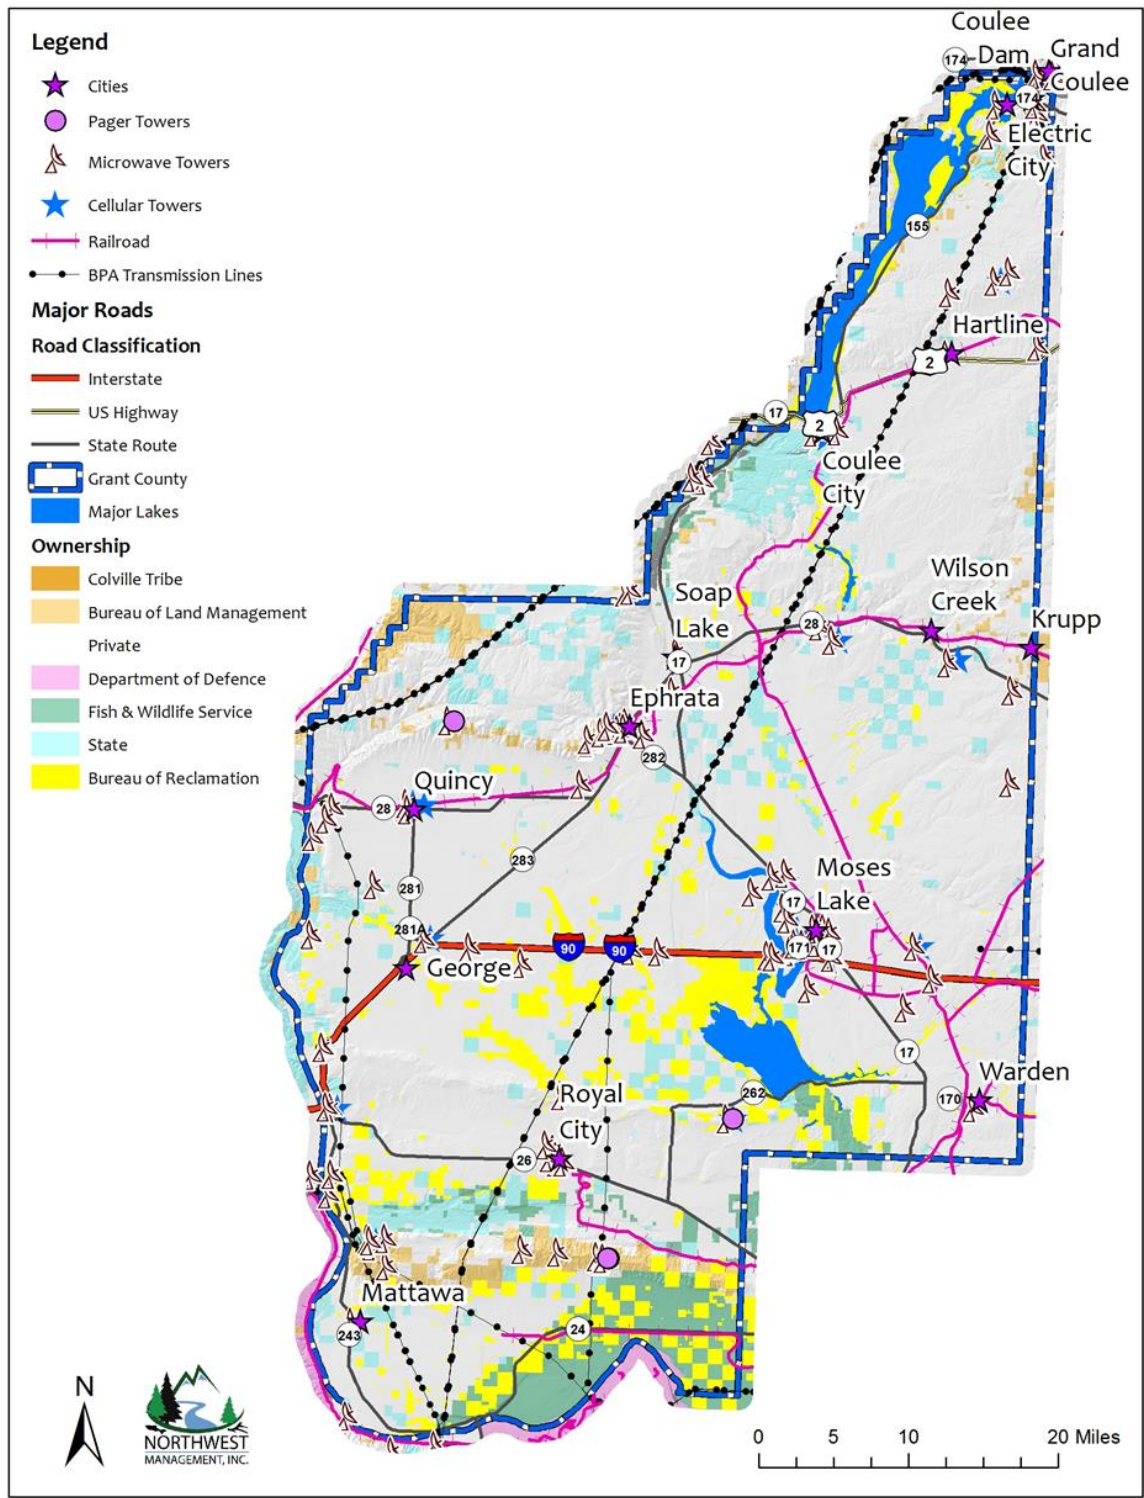 Legend
Cities
Pager Towers
Microwave Towers
Cellular Towers
Railroad
BPA Transmission Lines
Major Roads
Road Classification
Interstate
US Highway
State Route
Grant County
Major Lakes
Ownership
Colville Tribe
Bureau of Land Management
Private
Department of Defence
Fish & Wildlife Service
State
Bureau of Reclamation
Coulee
Dam
Grand
Coulee
174
174
Electric
City
155
Hartline
2
17
2
Coulee
City
Wilson
Creek
Krupp
Soap
Lake
28
17
Ephrata
282
Quincy
28
283
281
281A
Moses
Lake
17
171
17
90
90
George
17
Warden
170
262
Royal
City
26
Mattawa
243
24
N
NORTHWEST
MANAGEMENT, INC.
0 5 10 20 Miles